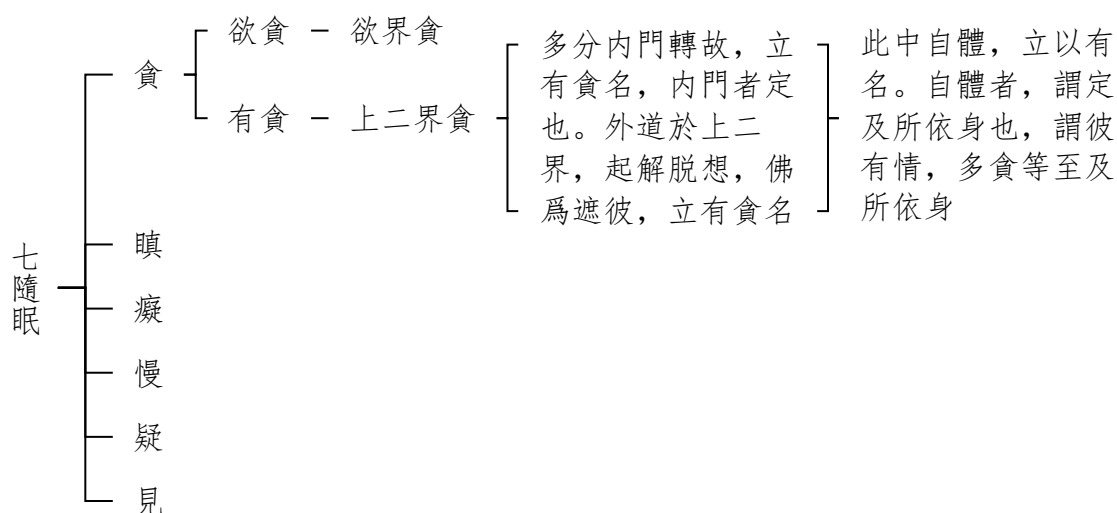 七隨眠
貪
欲貪 － 欲界貪
有貪 － 上二界貪
多分内門轉故，立
有貪名，内門者定
也。外道於上二
界，起解脱想，佛
爲遮彼，立有貪名
此中自體，立以有
名。自體者，謂定
及所依身也，謂彼
有情，多貪等至及
所依身
瞋
癡
慢
疑
見